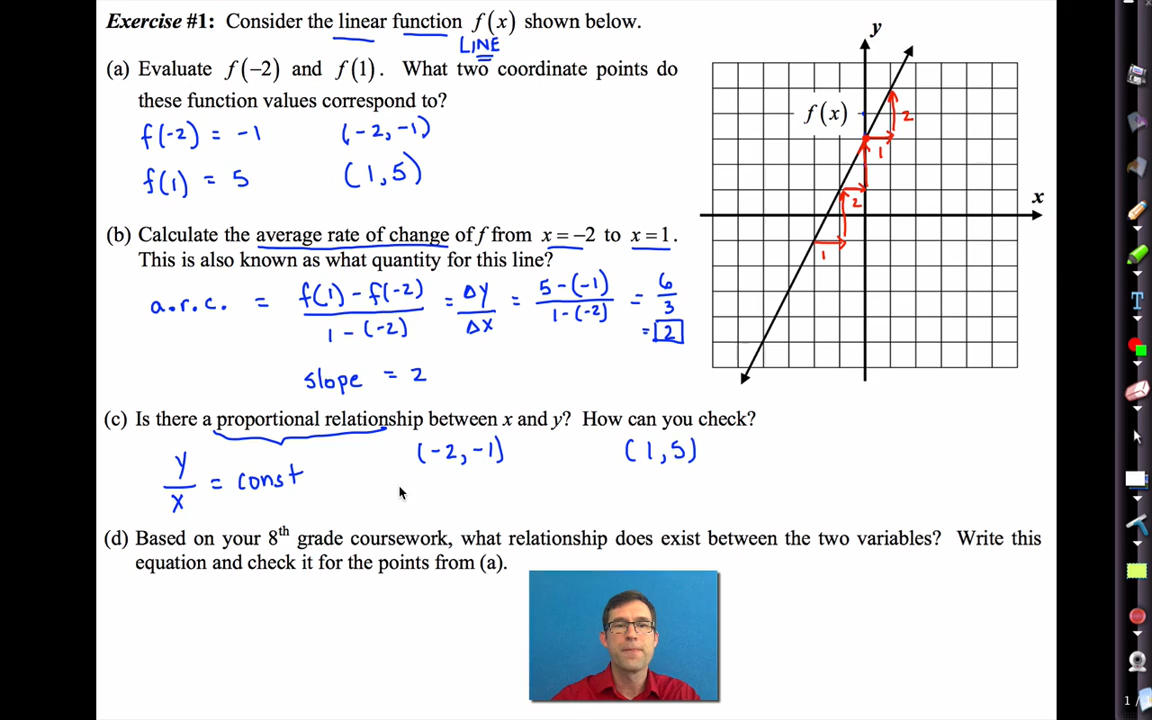 Exercise #1: Consider the linear function f(x) shown below.
LINE
(a) Evaluate f(−2) and f(1). What two coordinate points do
these function values correspond to?
f(-2) = -1 (-2, -1)
f(1) = 5 (1, 5)
(b) Calculate the average rate of change of f from x = −2 to x = 1.
This is also known as what quantity for this line?
a.r.c. = f(1) - f(-2) / 1 - (-2) = Δy / Δx = 5 - (-1) / 1 - (-2) = 6 / 3
= 2
slope = 2
(c) Is there a proportional relationship between x and y? How can you check?
y / x = const (-2, -1) (1, 5)
(d) Based on your 8th grade coursework, what relationship does exist between the two variables? Write this
equation and check it for the points from (a).
y
f(x)
2
1
x
2
1
T
1 /